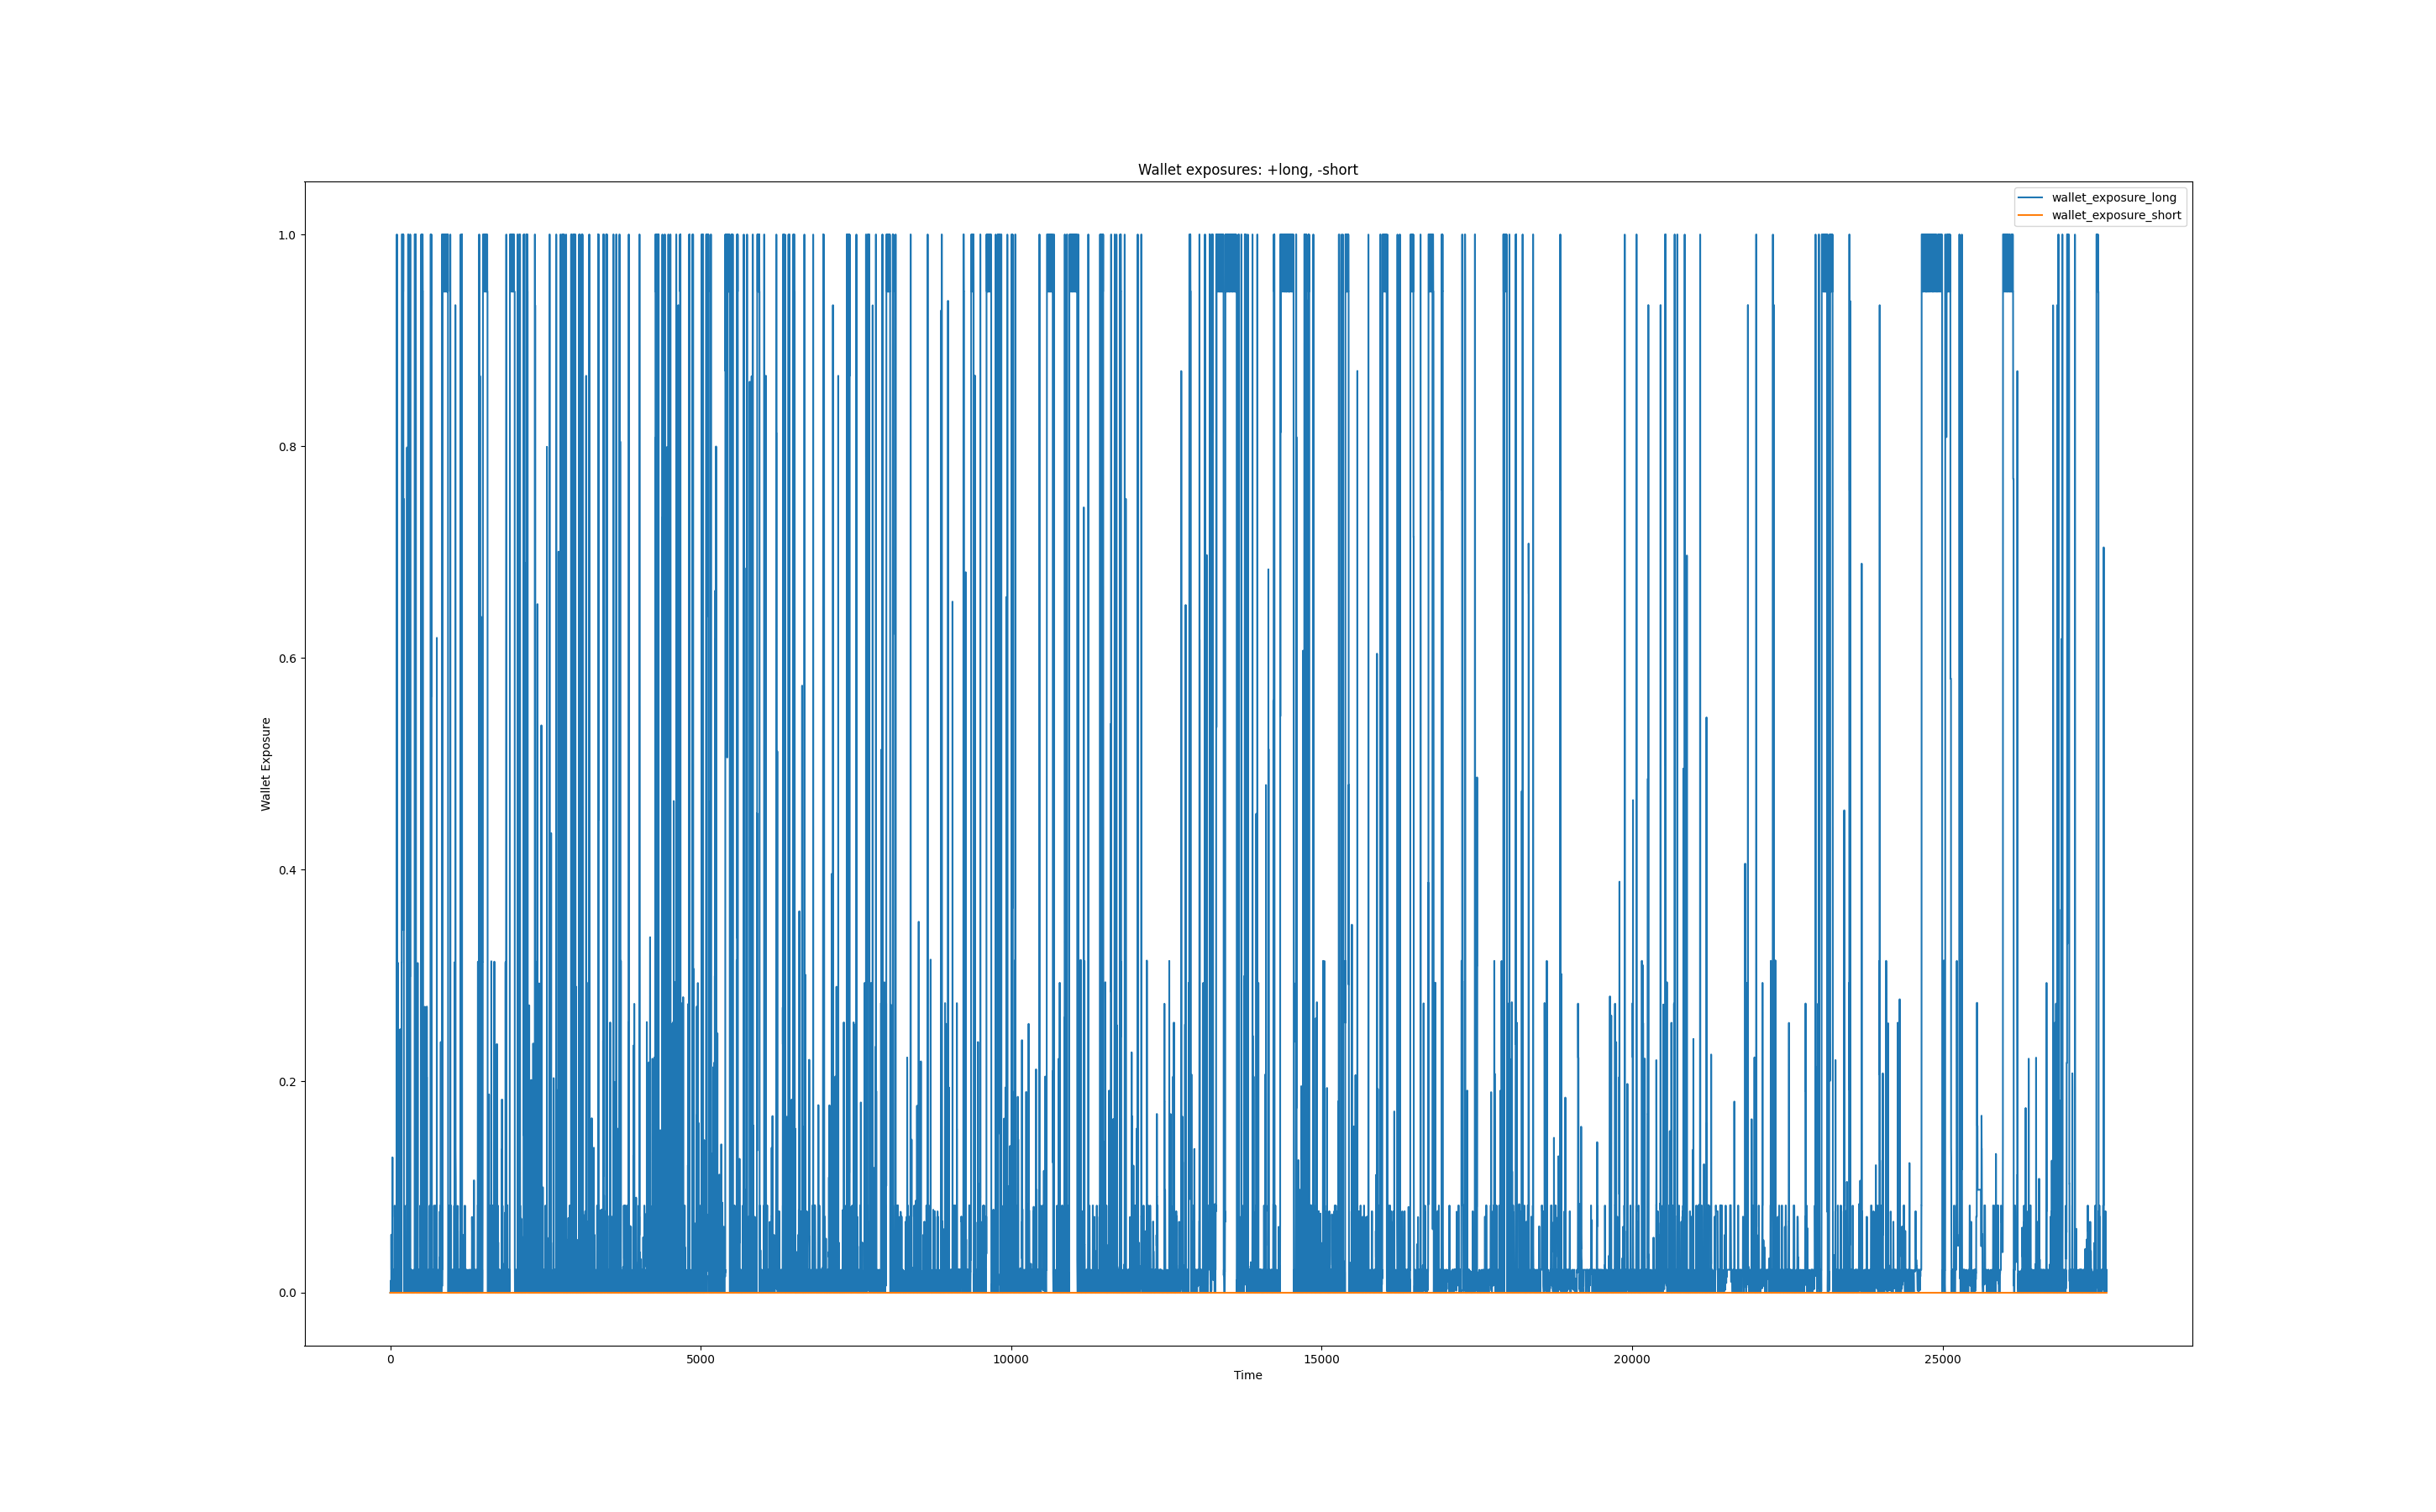 Wallet exposures: +long, -short
wallet_exposure_long
wallet_exposure_short
1.0
0.8
0.6
0.4
0.2
0.0
Wallet Exposure
0 5000 10000 15000 20000 25000
Time